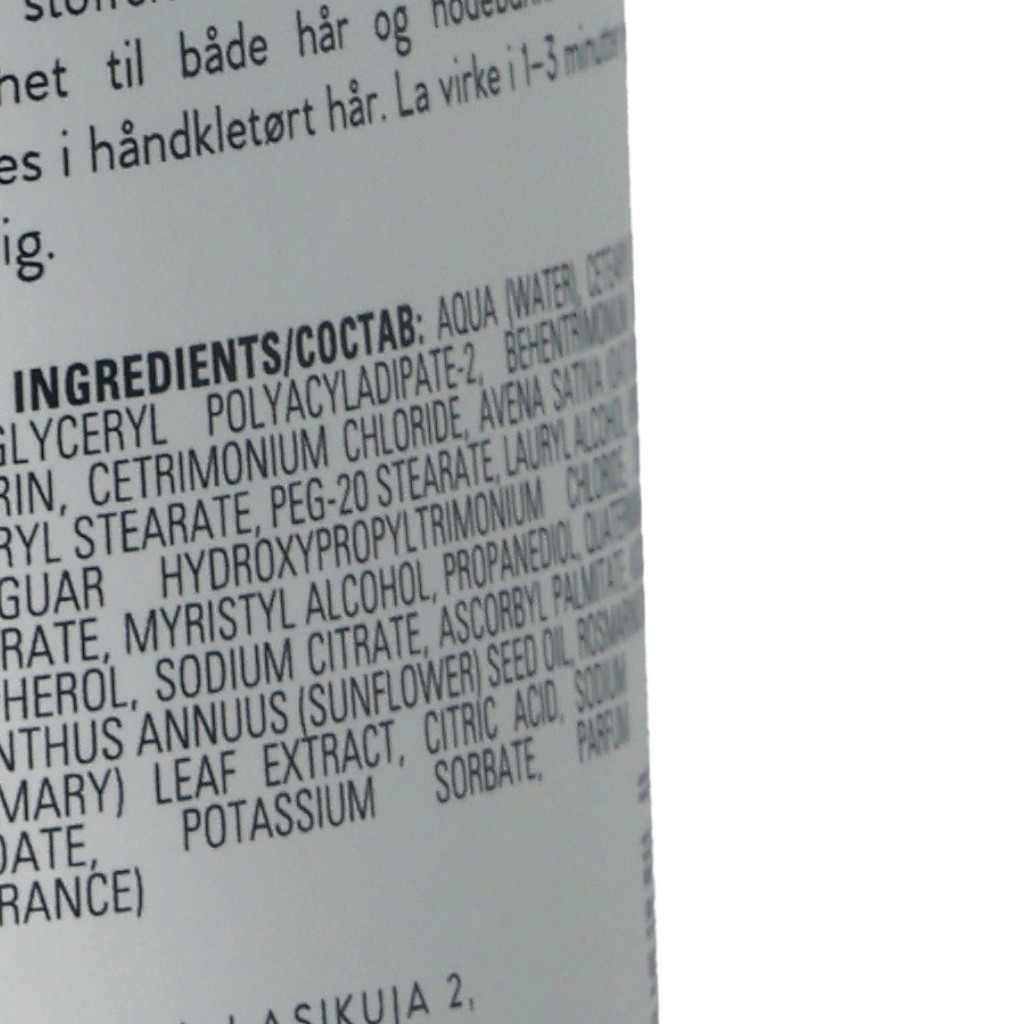 het til både hår og
es i håndkletørt hår. La virke i 1-3 minutter
ig.
INGREDIENTS/COCTAB: AQUA (WATER),
GLYCERYL POLYACYLADIPATE-2, BEHENTRIMONIUM
RIN, CETRIMONIUM CHLORIDE, AVENA SATIVA (OAT)
RYL STEARATE, PEG-20 STEARATE, LAURYL ALCOHOL,
GUAR HYDROXYPROPYLTRIMONIUM CHLORIDE,
RATE, MYRISTYL ALCOHOL, PROPANEDIOL,
HEROL, SODIUM CITRATE, ASCORBYL PALMITATE,
NTHUS ANNUUS (SUNFLOWER) SEED OIL,
MARY) LEAF EXTRACT, CITRIC ACID, SODIUM
OATE, POTASSIUM SORBATE, PARFUM
RANCE)
ASIKUJA 2,